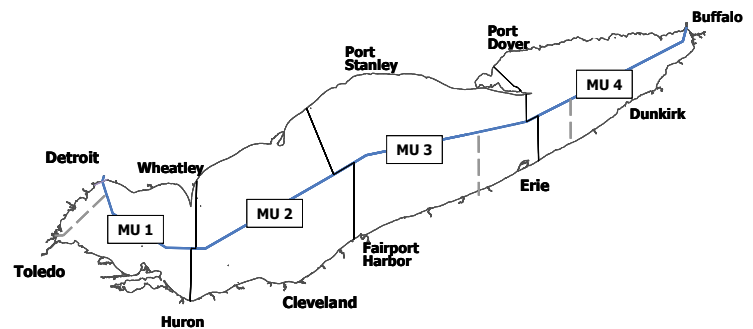 Buffalo
Port
Dover
Port
Stanley
MU 4
Dunkirk
MU 3
Detroit
Wheatley
Erie
MU 2
MU 1
Fairport
Harbor
Toledo
Cleveland
Huron